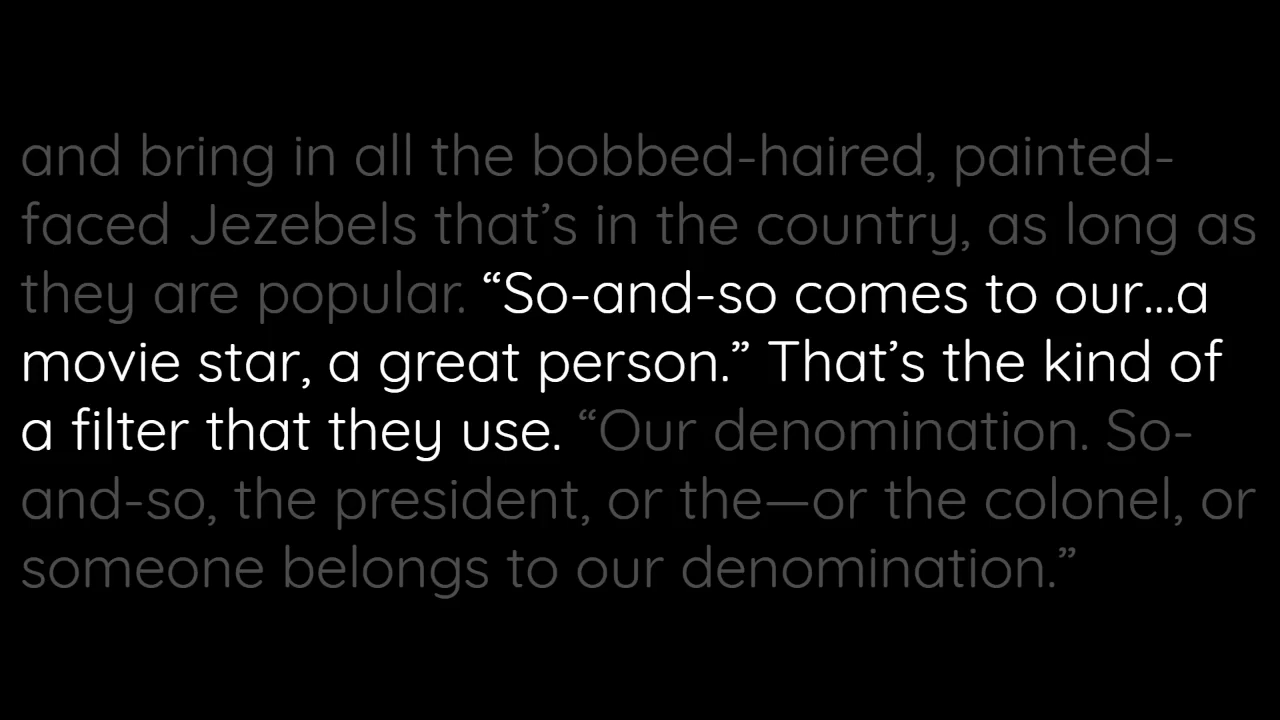 and bring in all the bobbed-haired, painted-
faced Jezebels that’s in the country, as long as
they are popular. “So-and-so comes to our...a
movie star, a great person.” That’s the kind of
a filter that they use. “Our denomination. So-
and-so, the president, or the—or the colonel, or
someone belongs to our denomination.”